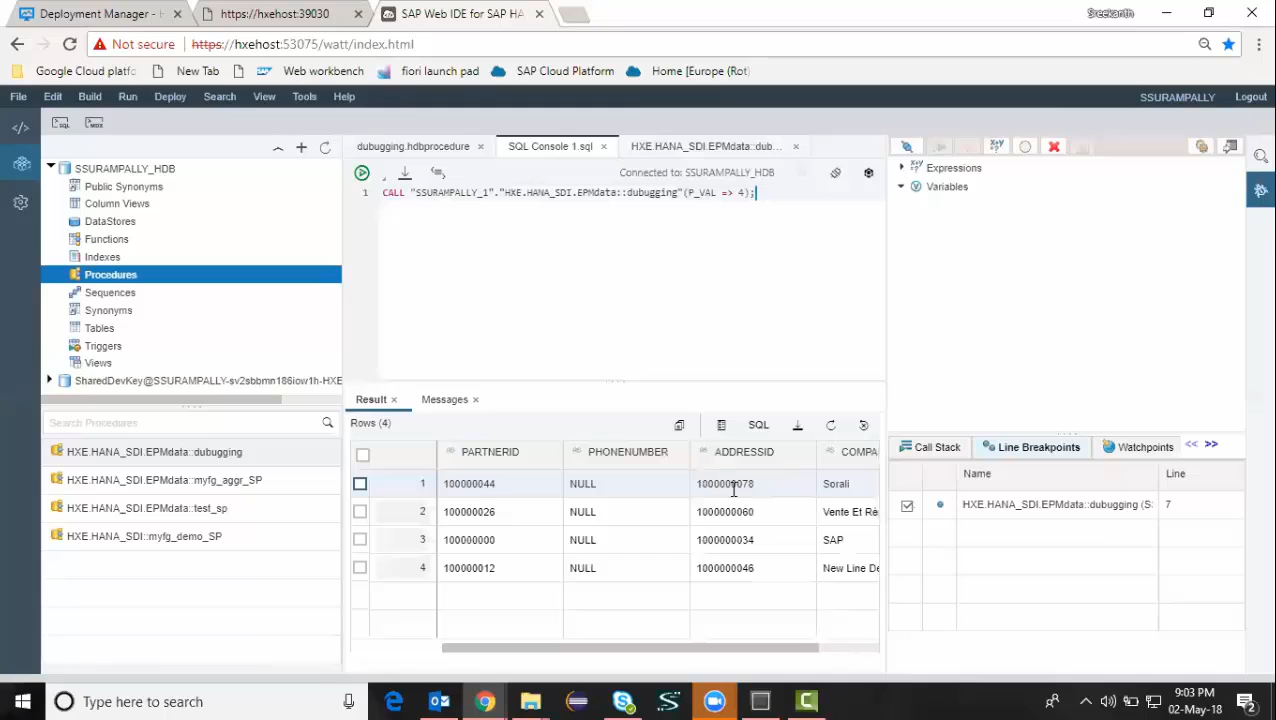 Deployment Manager - H
https://hxehost:39030
SAP Web IDE for SAP HA
Sreekanth
Not secure
https://hxehost:53075/watt/index.html
Google Cloud platfc
New Tab
Web workbench
fiori launch pad
SAP Cloud Platform
Home [Europe (Rot)
File Edit Build Run Deploy Search View Tools Help
SSURAMPALLY
Logout
SSURAMPALLY_HDB
Public Synonyms
Column Views
DataStores
Functions
Indexes
Procedures
Sequences
Synonyms
Tables
Triggers
Views
SharedDevKey@SSURAMPALLY-sv2sbbmn186iow1h-HXE
Search Procedures
HXE.HANA_SDI.EPMdata::dubugging
HXE.HANA_SDI.EPMdata::myfg_aggr_SP
HXE.HANA_SDI.EPMdata::test_sp
HXE.HANA_SDI::myfg_demo_SP
dubugging.hdbprocedure
SQL Console 1.sql
HXE.HANA_SDI.EPMdata::dub...
Connected to: SSURAMPALLY_HDB
1 CALL "SSURAMPALLY_1"."HXE.HANA_SDI.EPMdata::dubugging"(P_VAL => 4);
Result
Messages
Rows (4)
SQL
PARTNERID PHONENUMBER ADDRESSID COMPA
1 100000044 NULL 1000000078 Sorali
2 100000026 NULL 1000000060 Vente Et Ré
3 100000000 NULL 1000000034 SAP
4 100000012 NULL 1000000046 New Line De
Expressions
Variables
Call Stack
Line Breakpoints
Watchpoints
<< >>
Name Line
HXE.HANA_SDI.EPMdata::dubugging (S: 7
Type here to search
9:03 PM
02-May-18
2